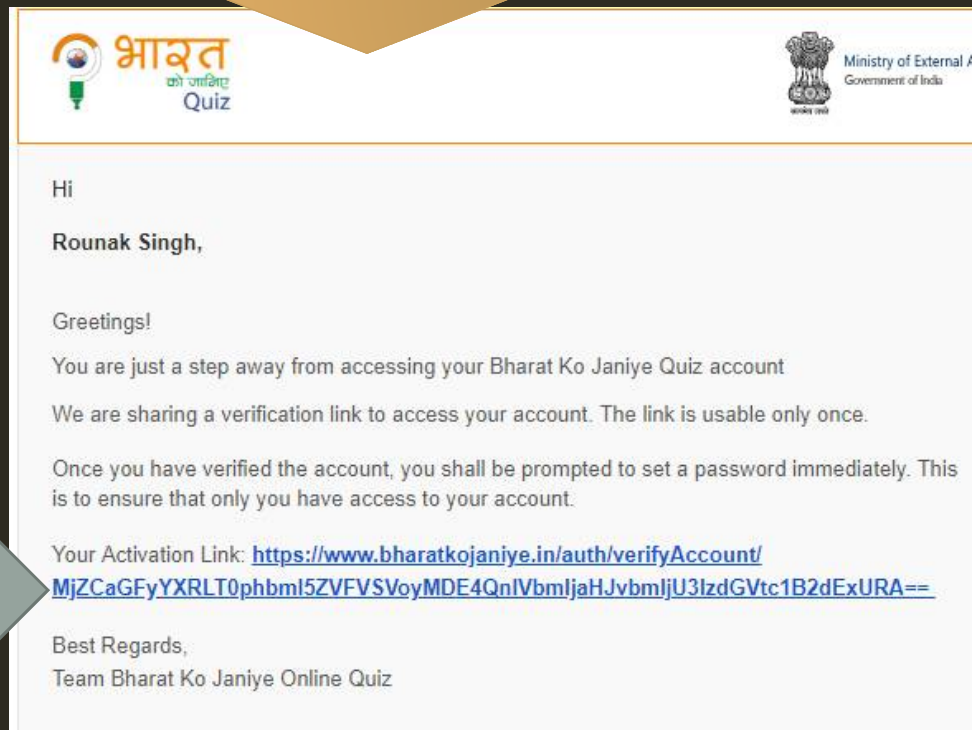 भारत
को जानिए
Quiz
Ministry of External A
Government of India
सत्यमेव जयते
Hi
Rounak Singh,
Greetings!
You are just a step away from accessing your Bharat Ko Janiye Quiz account
We are sharing a verification link to access your account. The link is usable only once.
Once you have verified the account, you shall be prompted to set a password immediately. This
is to ensure that only you have access to your account.
Your Activation Link: https://www.bharatkojaniye.in/auth/verifyAccount/
MjZCaGFyYXRLT0phbml5ZVFVSVoyMDE4QnlVbmljaHJvbmljU3lzdGVtc1B2dExURA==
Best Regards,
Team Bharat Ko Janiye Online Quiz